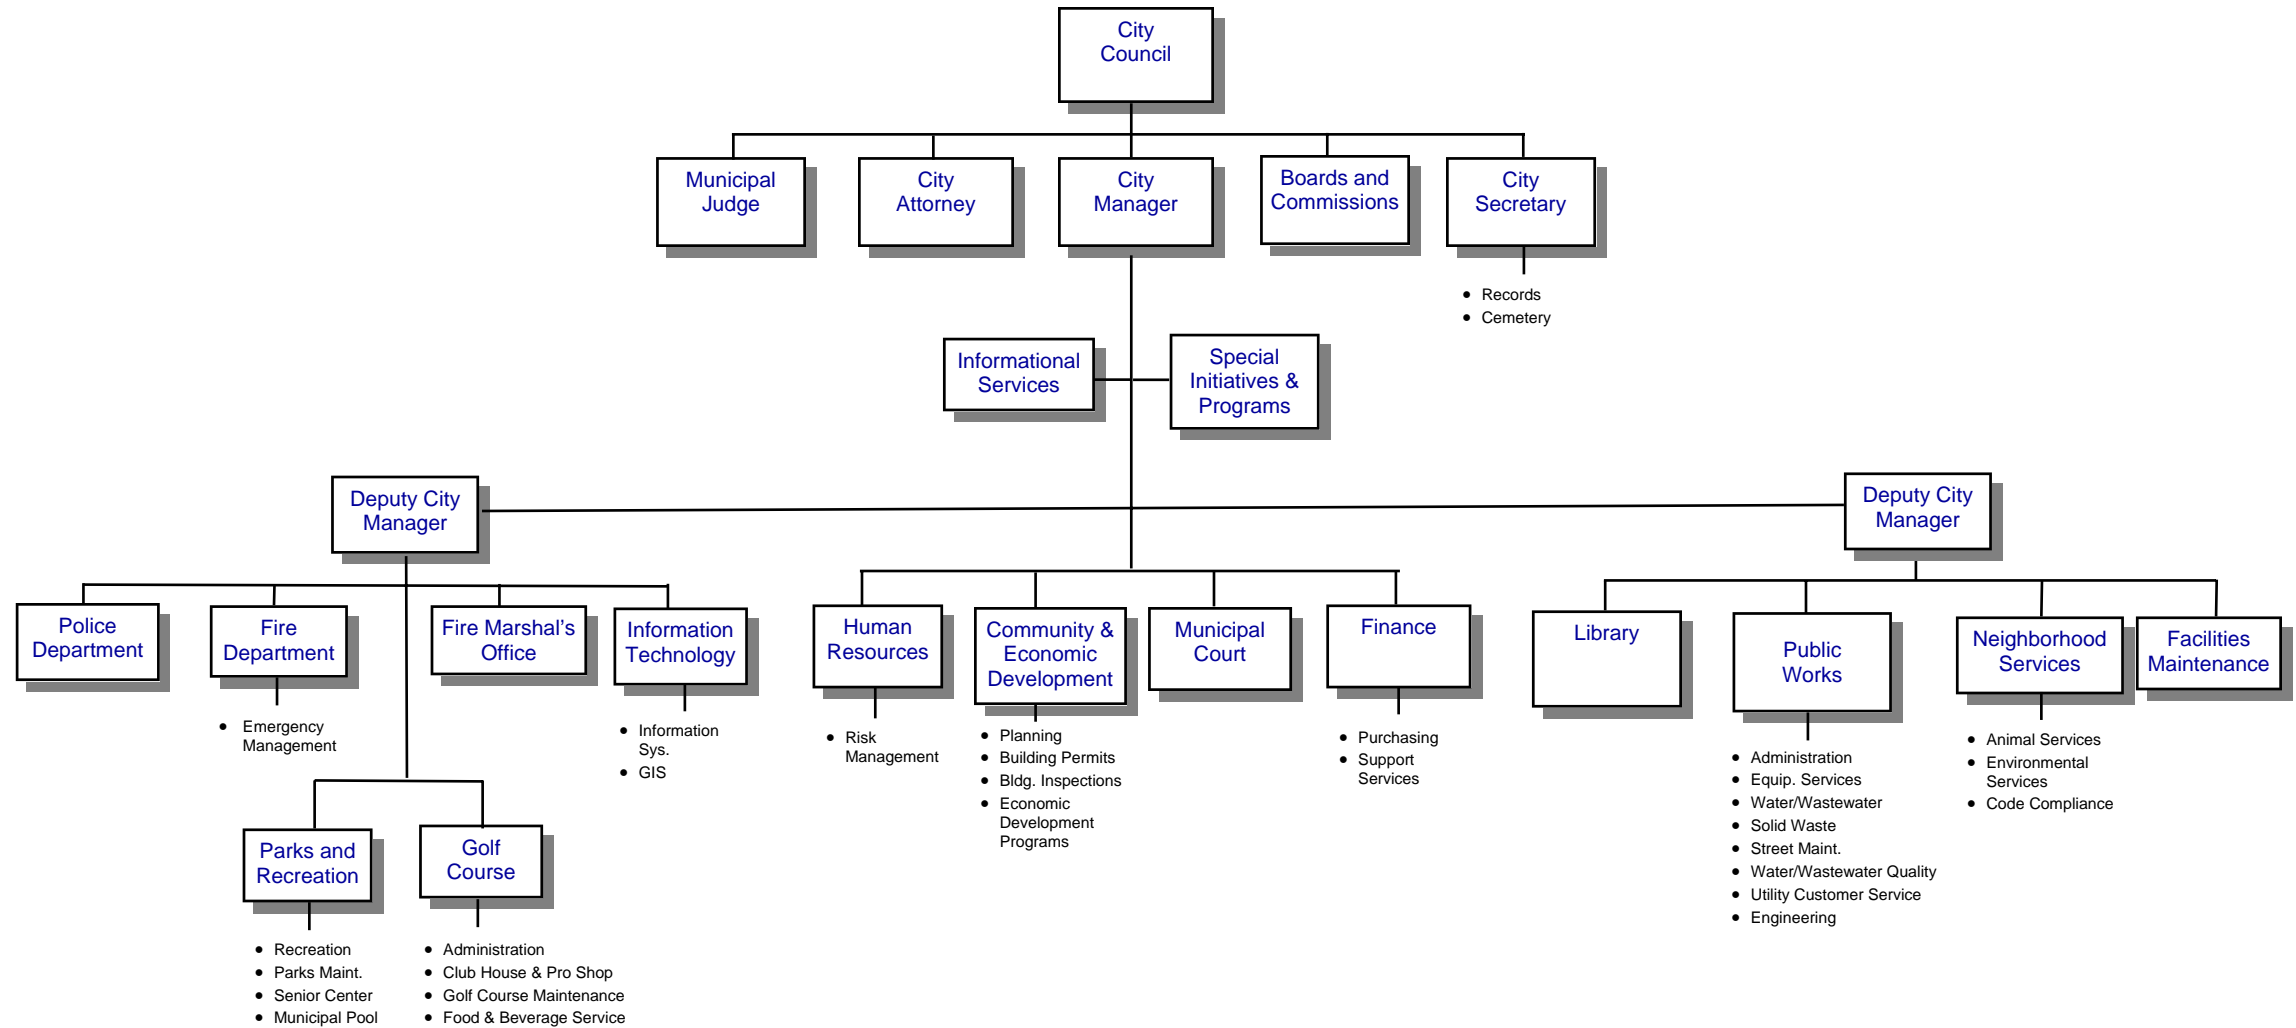 City
Council
Municipal
Judge
City
Attorney
City
Manager
Boards and
Commissions
City
Secretary
• Records
• Cemetery
Informational
Services
Special
Initiatives &
Programs
Deputy City
Manager
Deputy City
Manager
Police
Department
Fire
Department
• Emergency
Management
Fire Marshal's
Office
Information
Technology
• Information
Sys.
• GIS
Human
Resources
• Risk
Management
Community &
Economic
Development
• Planning
• Building Permits
• Bldg. Inspections
• Economic
Development
Programs
Municipal
Court
Finance
• Purchasing
• Support
Services
Library
Public
Works
• Administration
• Equip. Services
• Water/Wastewater
• Solid Waste
• Street Maint.
• Water/Wastewater Quality
• Utility Customer Service
• Engineering
Neighborhood
Services
• Animal Services
• Environmental
Services
• Code Compliance
Facilities
Maintenance
Parks and
Recreation
• Recreation
• Parks Maint.
• Senior Center
• Municipal Pool
Golf
Course
• Administration
• Club House & Pro Shop
• Golf Course Maintenance
• Food & Beverage Service